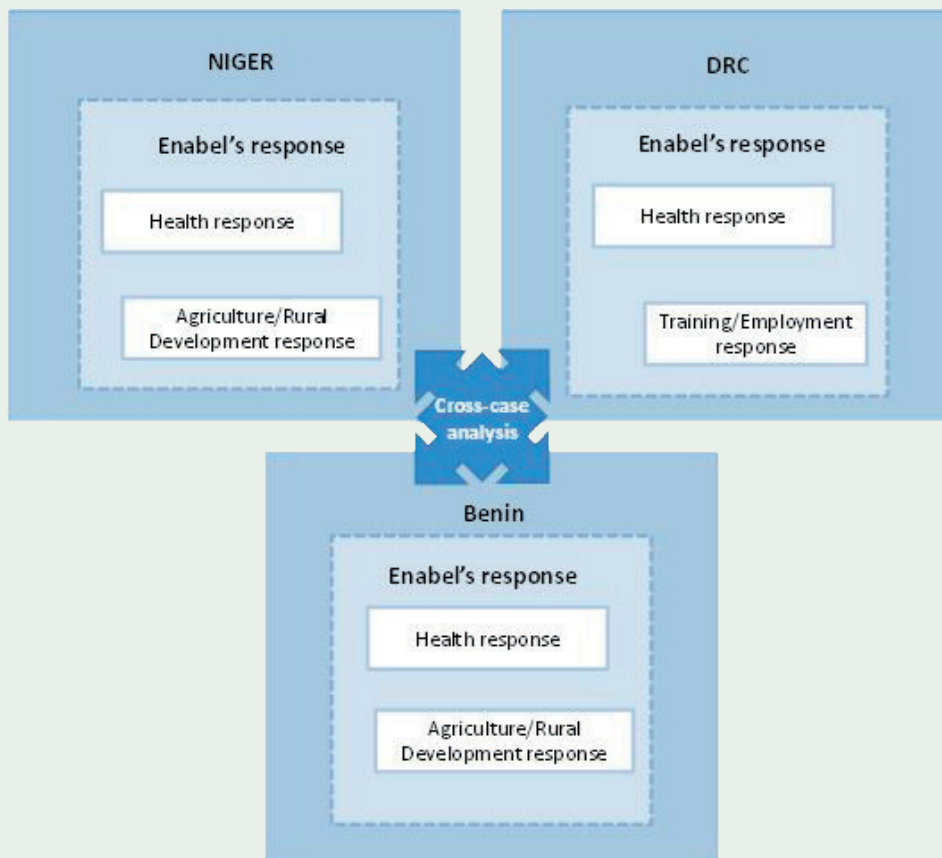 NIGER
Enabel's response
Health response
Agriculture/Rural
Development response
DRC
Enabel's response
Health response
Training/Employment
response
Cross-case
analysis
Benin
Enabel's response
Health response
Agriculture/Rural
Development response